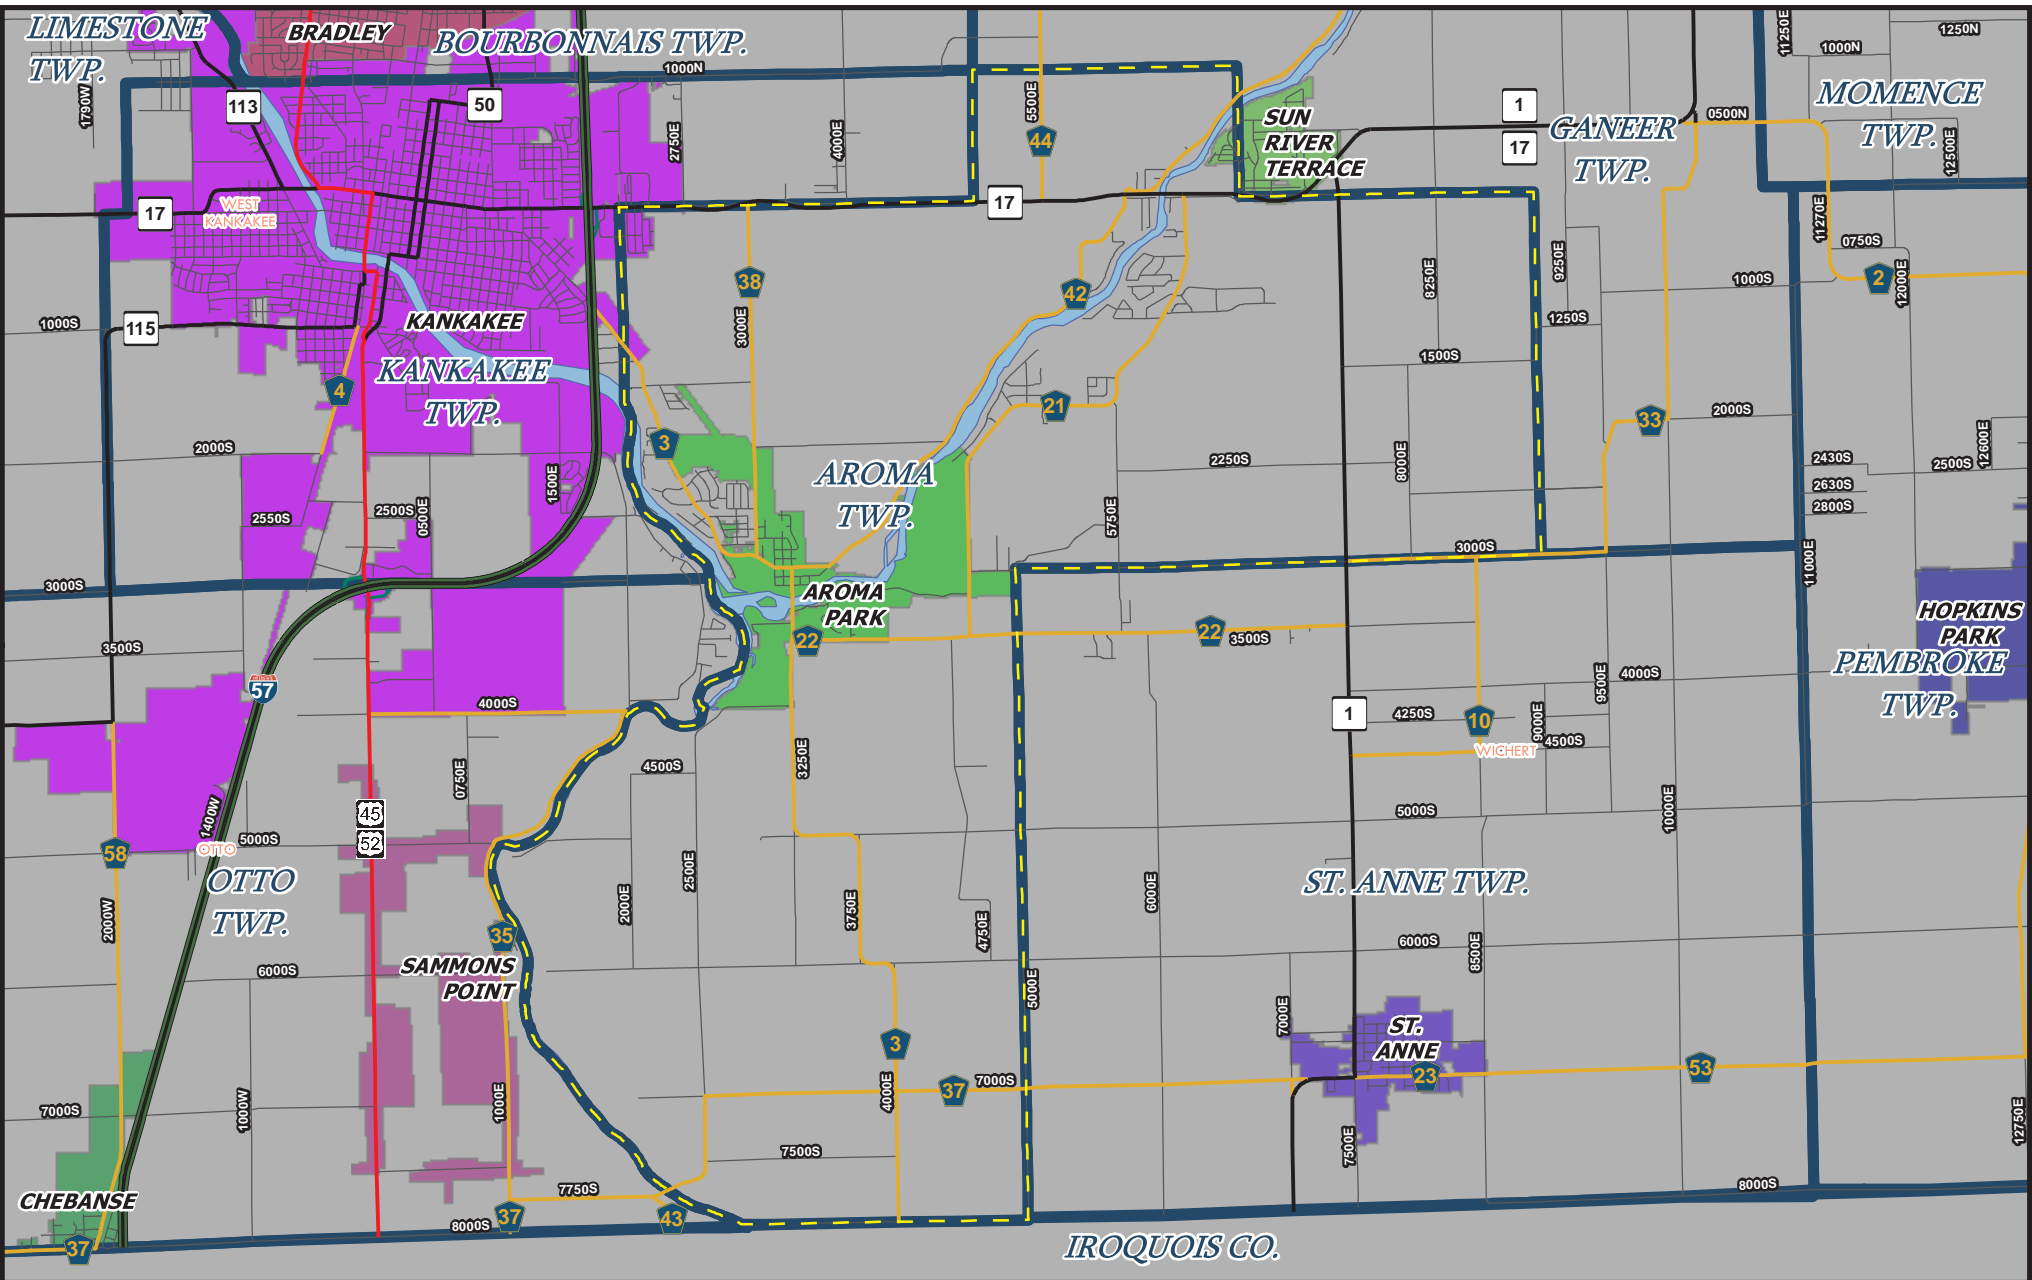 LIMESTONE
TWP.
BRADLEY
BOURBONNAIS TWP.
1000N
1790W
113
50
2750E
4000E
5500E
44
SUN
RIVER
TERRACE
1
17
GANEER
TWP.
0500N
11250E
1000N
1250N
MOMENCE
TWP.
12500E
17
WEST
KANKAKEE
17
11270E
0750S
2
12000E
1000S
9250E
1250S
8250E
1500S
38
3000E
42
1000S
115
KANKAKEE
KANKAKEE
TWP.
4
21
33
2000S
3
AROMA
TWP.
2000S
1500E
2250S
8000E
2430S
2500S
12600E
2630S
2800S
2550S
2500S
0500E
5750E
3000S
11000E
3000S
AROMA
PARK
22
22
3500S
HOPKINS
PARK
PEMBROKE
TWP.
3500S
57
4000S
9500E
4000S
1
4250S
10
9000E
4500S
WICHERT
4500S
3250E
0750E
45
52
1400W
5000S
OTTO
58
5000S
10000E
OTTO
TWP.
2000W
2000E
2500E
3750E
4750E
6000E
ST. ANNE TWP.
35
6000S
SAMMONS
POINT
6000S
8500E
5000E
7000E
ST.
ANNE
3
4000E
37
7000S
23
53
7000S
1000W
1000E
7500S
7500E
12750E
7750S
CHEBANSE
37
43
8000S
8000S
37
IROQUOIS CO.